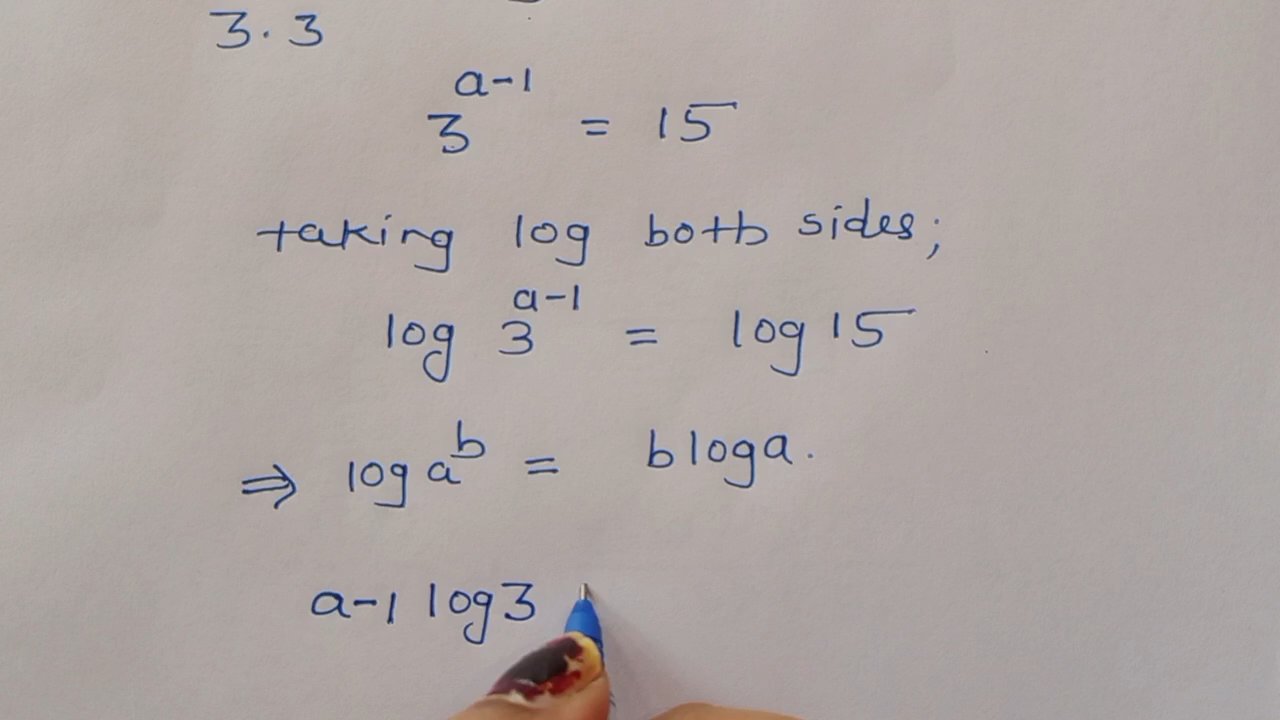 3.3
3^{a-1} = 15
taking log both sides;
log 3^{a-1} = log 15
⇒ log a^b = b log a.
a-1 log 3